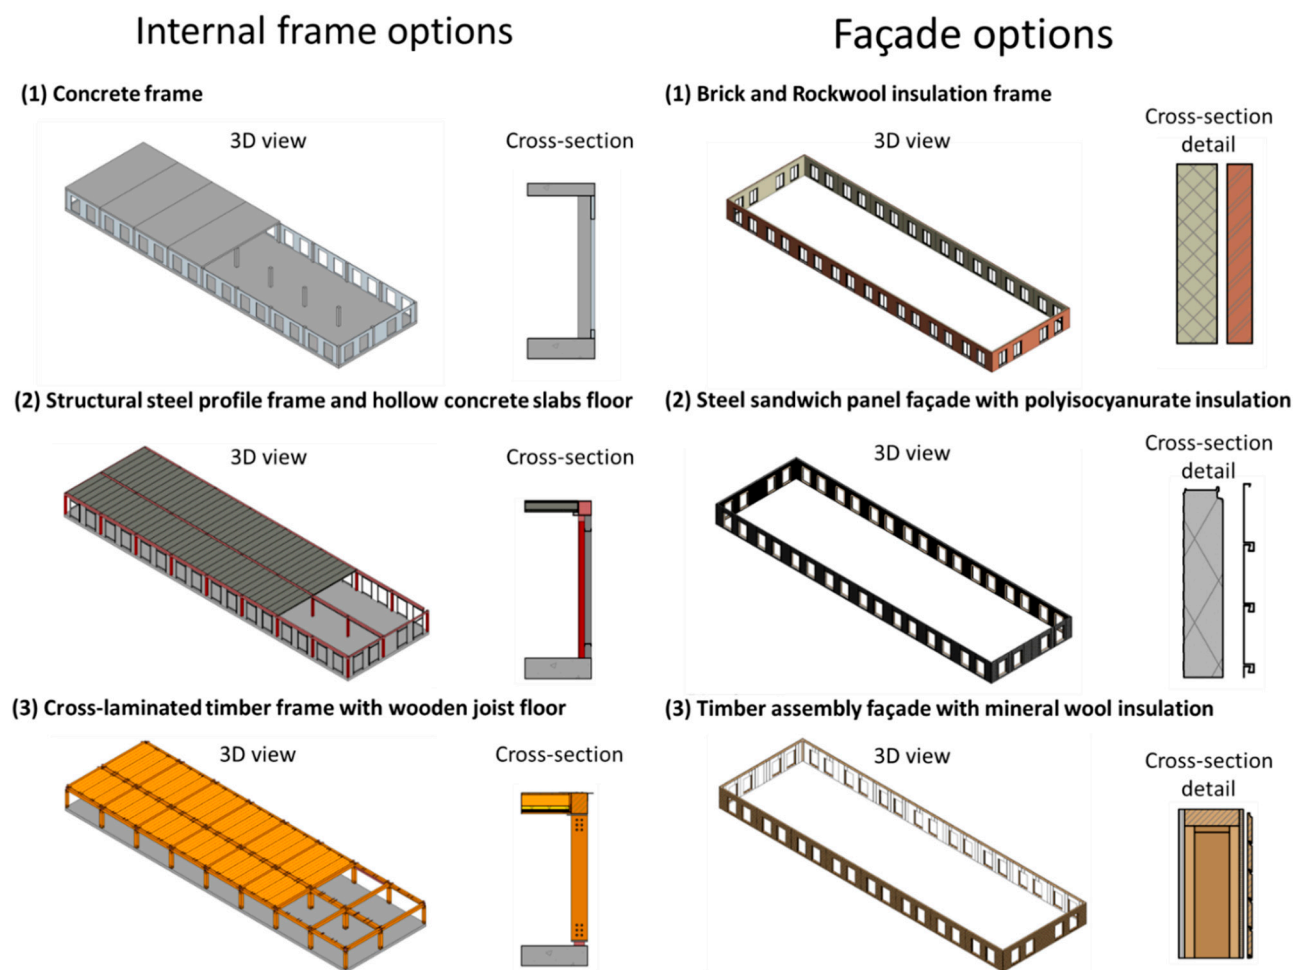 Internal frame options
Façade options
(1) Concrete frame
3D view
Cross-section
(1) Brick and Rockwool insulation frame
3D view
Cross-section
detail
(2) Structural steel profile frame and hollow concrete slabs floor
3D view
Cross-section
(2) Steel sandwich panel façade with polyisocyanurate insulation
3D view
Cross-section
detail
(3) Cross-laminated timber frame with wooden joist floor
3D view
Cross-section
(3) Timber assembly façade with mineral wool insulation
3D view
Cross-section
detail